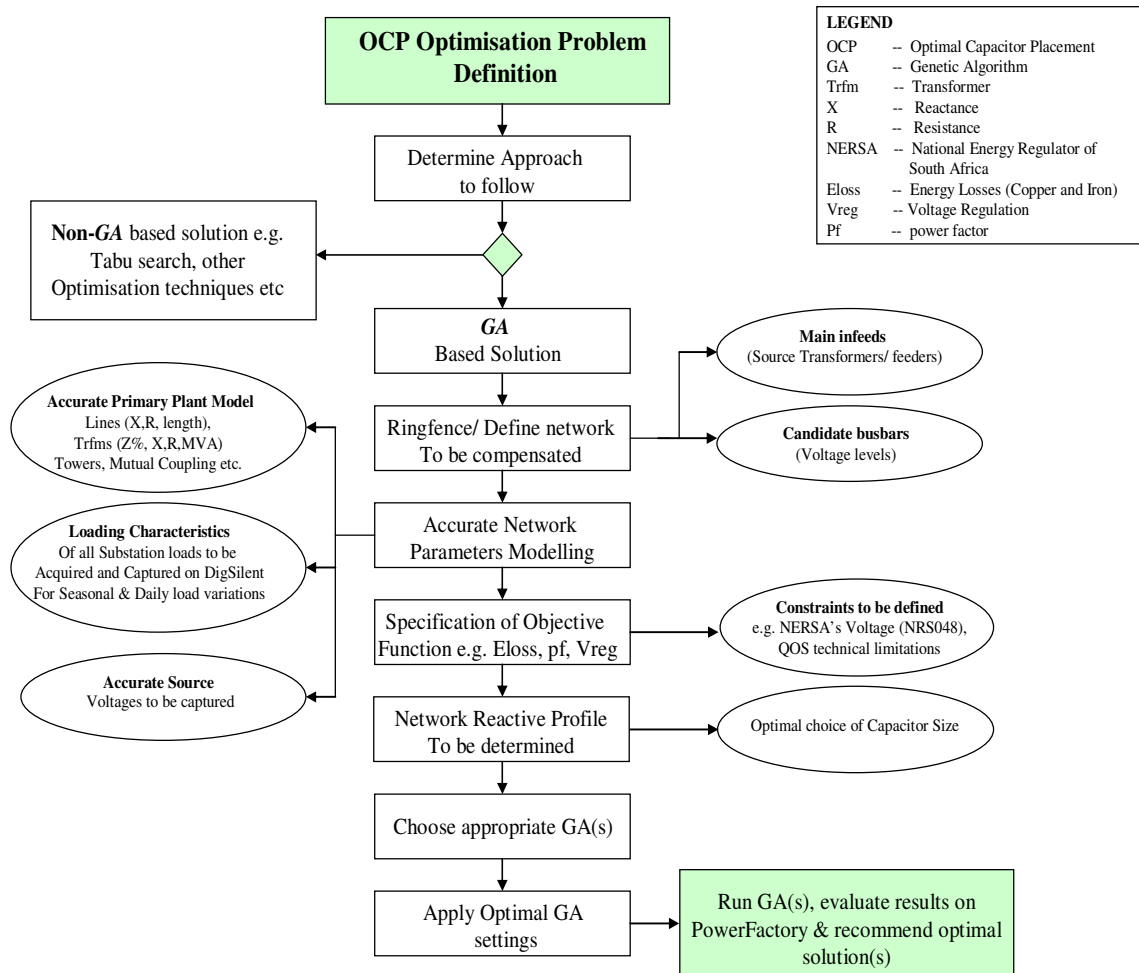 OCP Optimisation Problem
Definition
LEGEND
OCP -- Optimal Capacitor Placement
GA -- Genetic Algorithm
Trfm -- Transformer
X -- Reactance
R -- Resistance
NERSA -- National Energy Regulator of
South Africa
Eloss -- Energy Losses (Copper and Iron)
Vreg -- Voltage Regulation
Pf -- power factor
Determine Approach
to follow
Non-GA based solution e.g.
Tabu search, other
Optimisation techniques etc
GA
Based Solution
Main infeeds
(Source Transformers/ feeders)
Accurate Primary Plant Model
Lines (X,R, length),
Trfms (Z%, X,R,MVA)
Towers, Mutual Coupling etc.
Ringfence/ Define network
To be compensated
Candidate busbars
(Voltage levels)
Accurate Network
Parameters Modelling
Loading Characteristics
Of all Substation loads to be
Acquired and Captured on DigSilent
For Seasonal & Daily load variations
Specification of Objective
Function e.g. Eloss, pf, Vreg
Constraints to be defined
e.g. NERSA's Voltage (NRS048),
QOS technical limitations
Accurate Source
Voltages to be captured
Network Reactive Profile
To be determined
Optimal choice of Capacitor Size
Choose appropriate GA(s)
Apply Optimal GA
settings
Run GA(s), evaluate results on
PowerFactory & recommend optimal
solution(s)